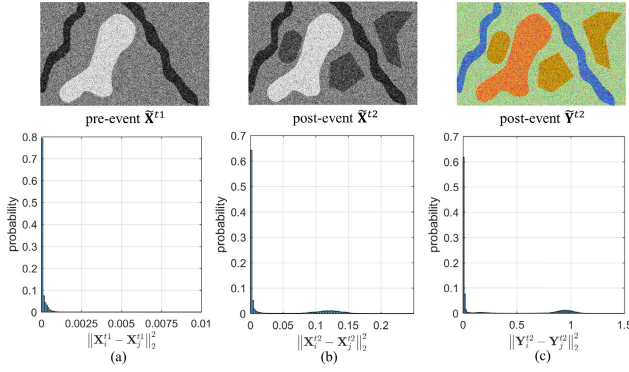 pre-event X̃^t1
post-event X̃^t2
post-event Ỹ^t2
0.8
0.7
0.6
0.5
0.4
0.3
0.2
0.1
0
probability
0 0.0025 0.005 0.0075 0.01
‖X_i^t1 − X_j^t1‖_2^2
(a)
0.7
0.6
0.5
0.4
0.3
0.2
0.1
0
probability
0 0.05 0.1 0.15 0.2
‖X_i^t2 − X_j^t2‖_2^2
(b)
0.7
0.6
0.5
0.4
0.3
0.2
0.1
0
probability
0 0.5 1 1.5
‖Y_i^t2 − Y_j^t2‖_2^2
(c)